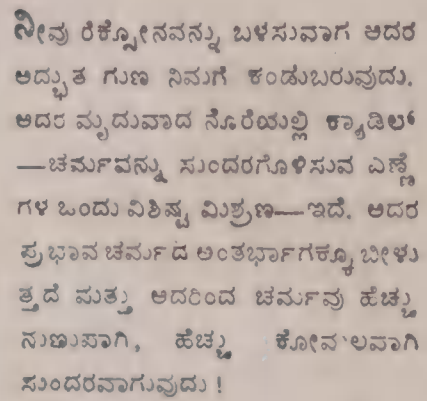 ನೀವು ರೆಕ್ಸೋನವನ್ನು ಬಳಸುವಾಗ ಅದರ
ಅದ್ಭುತ ಗುಣ ನಿಮಗೆ ಕಂಡುಬರುವುದು.
ಅದರ ಮೃದುವಾದ ನೊರೆಯಲ್ಲಿ ಕ್ಯಾಡಿಲ್
—ಚರ್ಮವನ್ನು ಸುಂದರಗೊಳಿಸುವ ಎಣ್ಣೆ
ಗಳ ಒಂದು ವಿಶಿಷ್ಟ ಮಿಶ್ರಣ—ಇದೆ. ಅದರ
ಪ್ರಭಾವ ಚರ್ಮದ ಅಂತರ್ಭಾಗಕ್ಕೂ ಬೀಳು
ತ್ತದೆ ಮತ್ತು ಅದರಿಂದ ಚರ್ಮವು ಹೆಚ್ಚು
ನುಣುಪಾಗಿ, ಹೆಚ್ಚು ಕೋಮಲವಾಗಿ
ಸುಂದರವಾಗುವುದು !